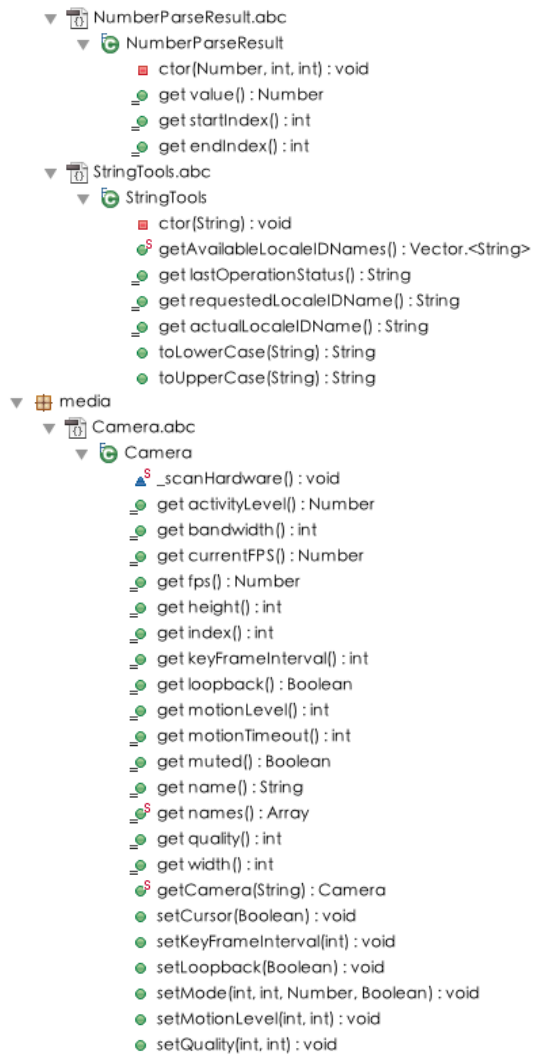 NumberParseResult.abc
NumberParseResult
ctor(Number, int, int) : void
get value() : Number
get startIndex() : int
get endIndex() : int
StringTools.abc
StringTools
ctor(String) : void
S getAvailableLocaleIDNames() : Vector.<String>
get lastOperationStatus() : String
get requestedLocaleIDName() : String
get actualLocaleIDName() : String
toLowerCase(String) : String
toUpperCase(String) : String
media
Camera.abc
Camera
S _scanHardware() : void
get activityLevel() : Number
get bandwidth() : int
get currentFPS() : Number
get fps() : Number
get height() : int
get index() : int
get keyFrameInterval() : int
get loopback() : Boolean
get motionLevel() : int
get motionTimeout() : int
get muted() : Boolean
get name() : String
S get names() : Array
get quality() : int
get width() : int
S getCamera(String) : Camera
setCursor(Boolean) : void
setKeyFrameInterval(int) : void
setLoopback(Boolean) : void
setMode(int, int, Number, Boolean) : void
setMotionLevel(int, int) : void
setQuality(int, int) : void